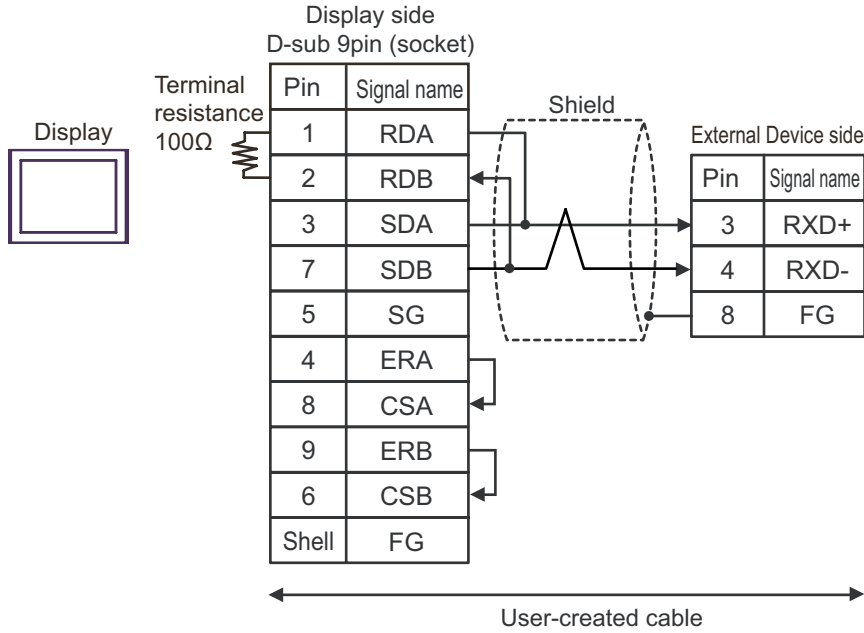 Display side
D-sub 9pin (socket)
Display
Terminal
resistance
100Ω
Pin Signal name
1 RDA
2 RDB
3 SDA
7 SDB
5 SG
4 ERA
8 CSA
9 ERB
6 CSB
Shell FG
Shield
External Device side
Pin Signal name
3 RXD+
4 RXD-
8 FG
User-created cable